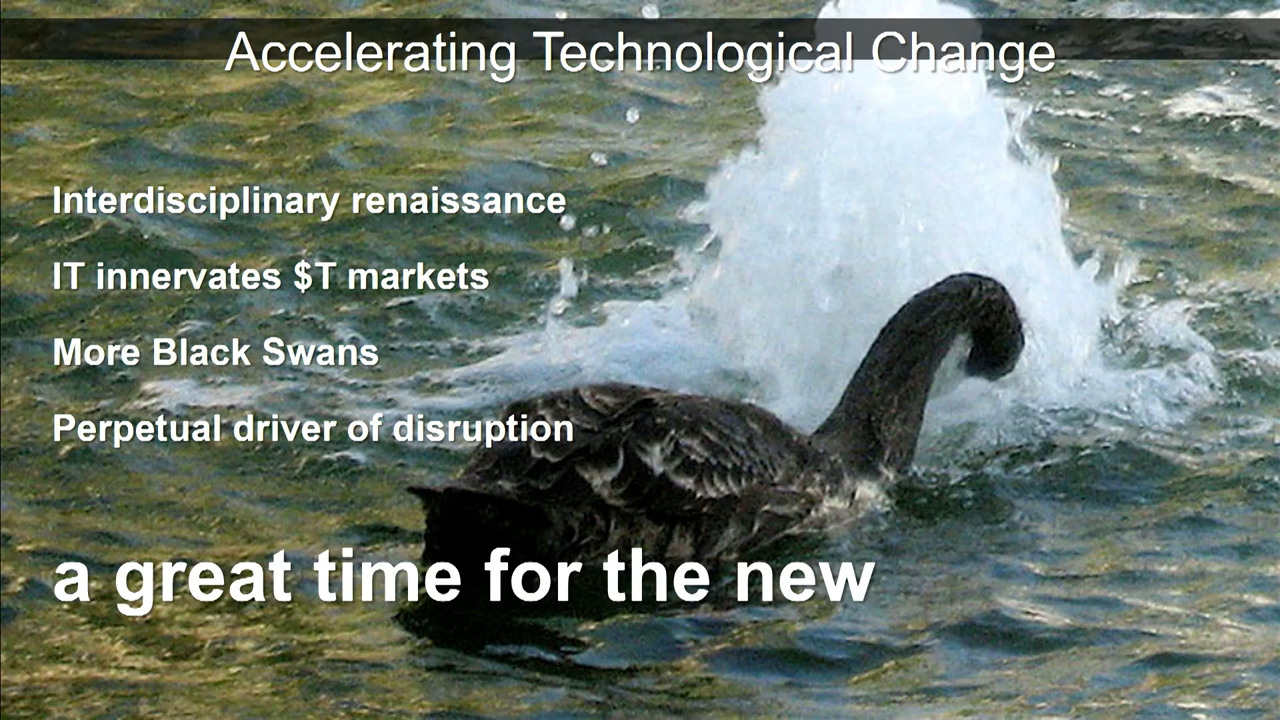 Accelerating Technological Change
Interdisciplinary renaissance
IT innervates $T markets
More Black Swans
Perpetual driver of disruption
a great time for the new